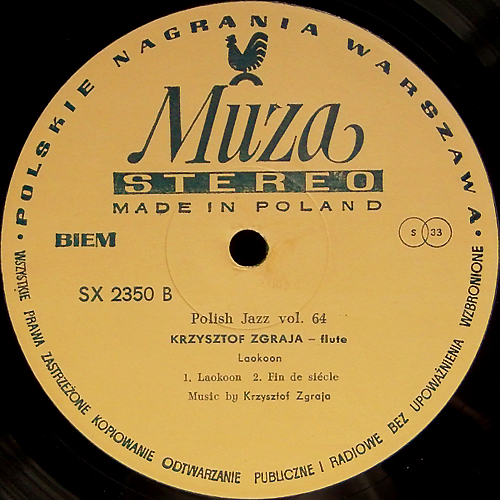 • POLSKIE NAGRANIA WARSZAWA •
Muza
STEREO
MADE IN POLAND
BIEM
S 33
SX 2350 B
Polish Jazz vol. 64
KRZYSZTOF ZGRAJA – flute
Laokoon
1. Laokoon 2. Fin de siécle
Music by Krzysztof Zgraja
WSZYSTKIE PRAWA ZASTRZEŻONE KOPIOWANIE ODTWARZANIE PUBLICZNE I RADIOWE BEZ UPOWAŻNIENIA WZBRONIONE